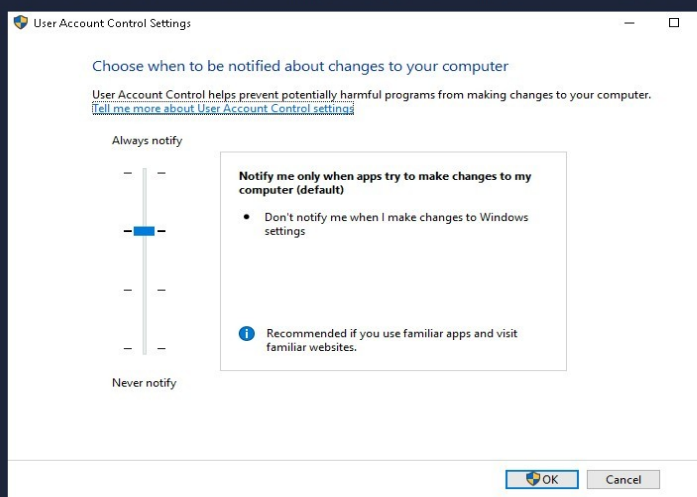 User Account Control Settings
Choose when to be notified about changes to your computer
User Account Control helps prevent potentially harmful programs from making changes to your computer.
Tell me more about User Account Control settings
Always notify
Notify me only when apps try to make changes to my
computer (default)
• Don't notify me when I make changes to Windows
settings
Recommended if you use familiar apps and visit
familiar websites.
Never notify
OK
Cancel